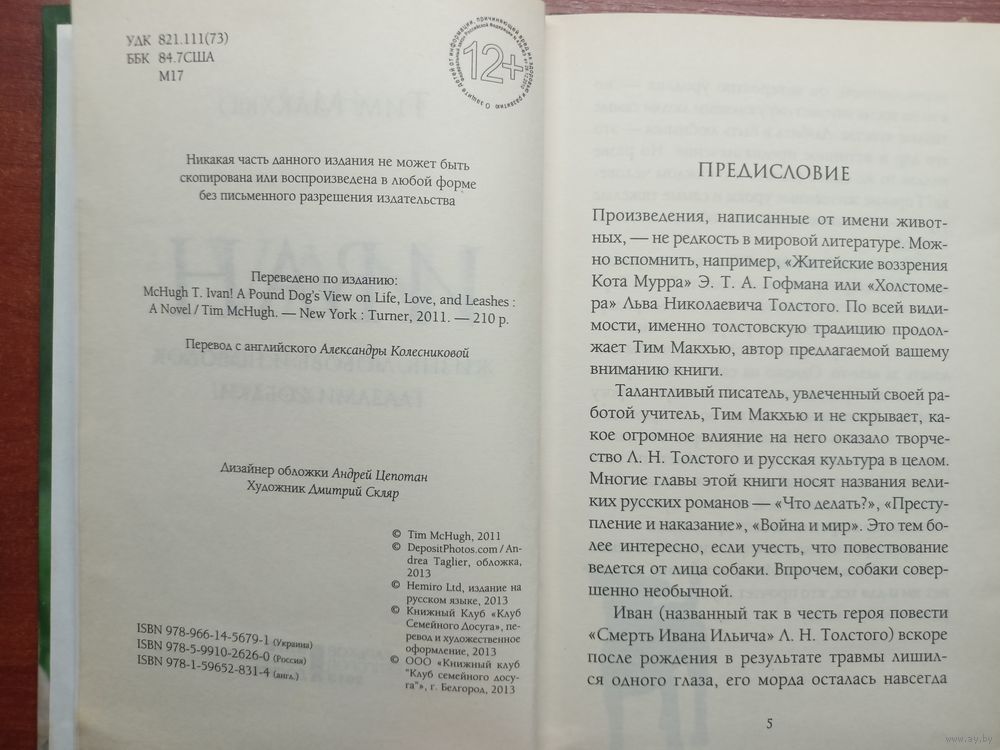 УДК 821.111(73)
ББК 84.7США
М17
О защите детей от информации, причиняющей вред их здоровью и развитию
12+
Никакая часть данного издания не может быть
скопирована или воспроизведена в любой форме
без письменного разрешения издательства
Переведено по изданию:
McHugh T. Ivan! A Pound Dog's View on Life, Love, and Leashes :
A Novel / Tim McHugh. — New York : Turner, 2011. — 210 p.
Перевод с английского Александры Колесниковой
Дизайнер обложки Андрей Цепотан
Художник Дмитрий Скляр
© Tim McHugh, 2011
© DepositPhotos.com / An-
drea Taglier, обложка,
2013
© Hemiro Ltd, издание на
русском языке, 2013
© Книжный Клуб «Клуб
Семейного Досуга», пе-
ревод и художественное
оформление, 2013
© ООО «Книжный клуб
"Клуб семейного досу-
га"», г. Белгород, 2013
ISBN 978-966-14-5679-1 (Украина)
ISBN 978-5-9910-2626-0 (Россия)
ISBN 978-1-59652-831-4 (англ.)
ПРЕДИСЛОВИЕ
Произведения, написанные от имени живот-
ных, — не редкость в мировой литературе. Мож-
но вспомнить, например, «Житейские воззрения
Кота Мурра» Э. Т. А. Гофмана или «Холстоме-
ра» Льва Николаевича Толстого. По всей види-
мости, именно толстовскую традицию продол-
жает Тим Макхью, автор предлагаемой вашему
вниманию книги.
Талантливый писатель, увлеченный своей ра-
ботой учитель, Тим Макхью и не скрывает, ка-
кое огромное влияние на него оказало творче-
ство Л. Н. Толстого и русская культура в целом.
Многие главы этой книги носят названия вели-
ких русских романов — «Что делать?», «Престу-
пление и наказание», «Война и мир». Это тем бо-
лее интересно, если учесть, что повествование
ведется от лица собаки. Впрочем, собаки совер-
шенно необычной.
Иван (названный так в честь героя повести
«Смерть Ивана Ильича» Л. Н. Толстого) вскоре
после рождения в результате травмы лишил-
ся одного глаза, его морда осталась навсегда
5
www.ay.by